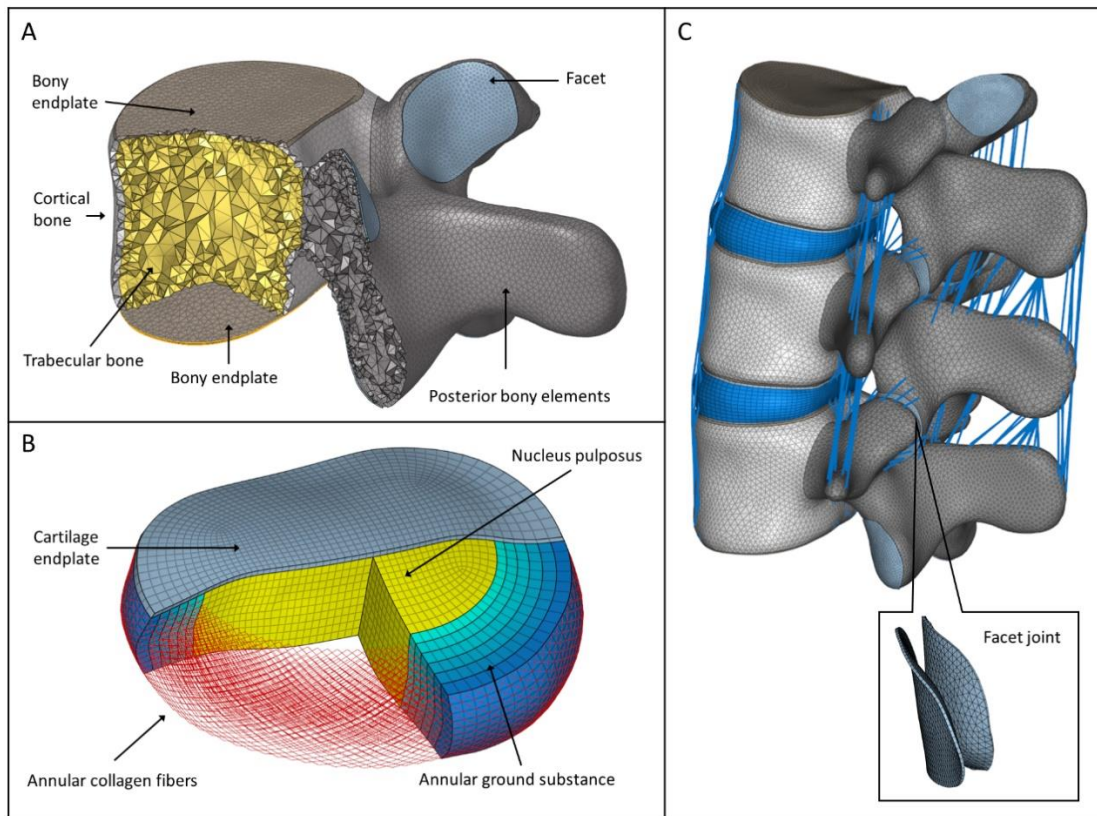 A
Bony
endplate
Facet
Cortical
bone
Trabecular bone
Bony endplate
Posterior bony elements
B
Nucleus pulposus
Cartilage
endplate
Annular collagen fibers
Annular ground substance
C
Facet joint